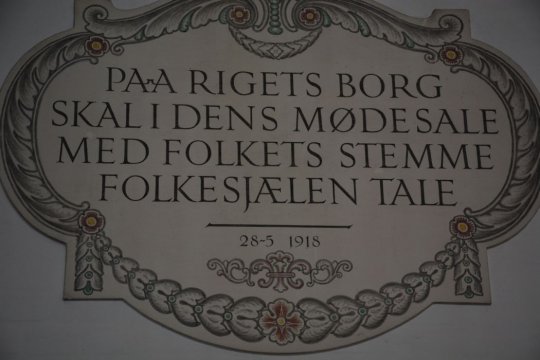 PAA RIGETS BORG
SKAL I DENS MØDESALE
MED FOLKETS STEMME
FOLKESJÆLEN TALE
28-5 1918